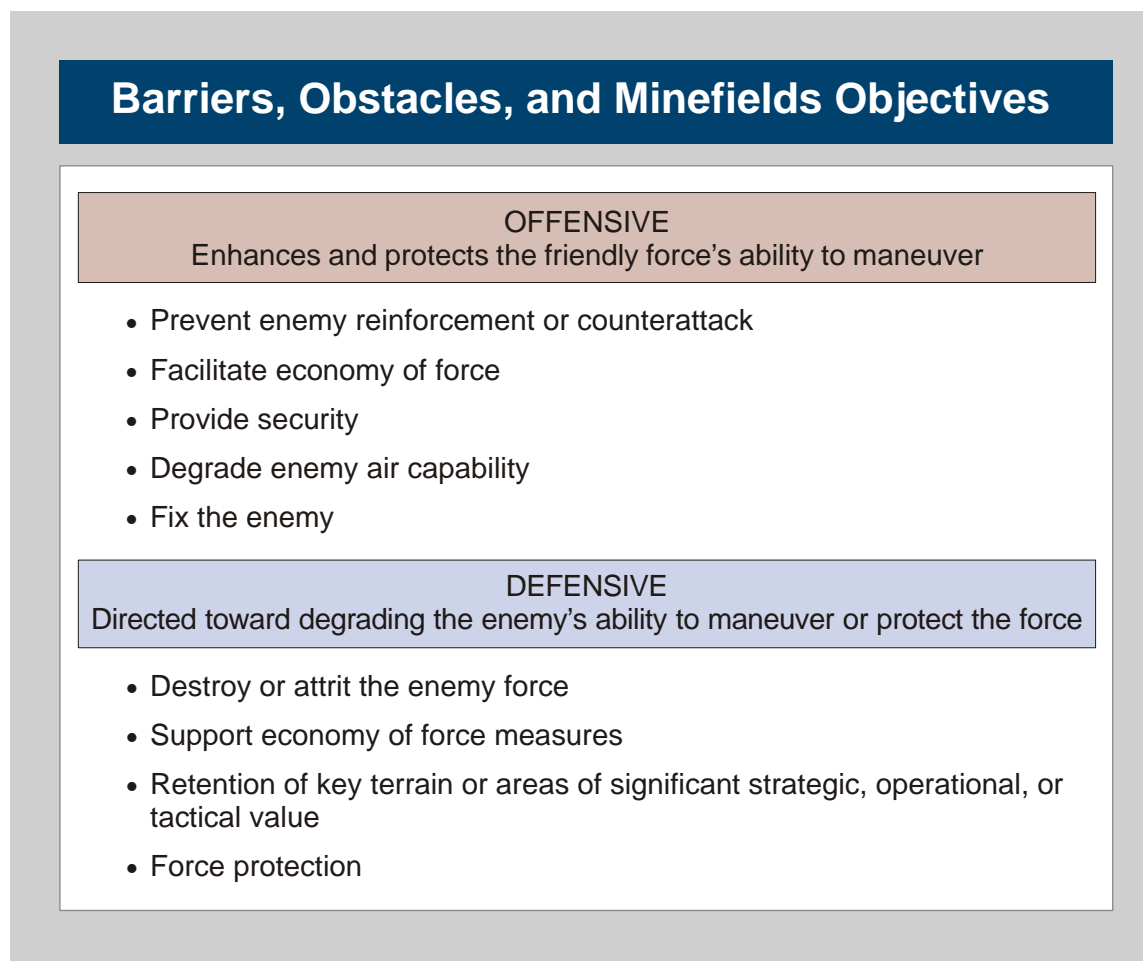 Barriers, Obstacles, and Minefields Objectives
OFFENSIVE
Enhances and protects the friendly force's ability to maneuver
• Prevent enemy reinforcement or counterattack
• Facilitate economy of force
• Provide security
• Degrade enemy air capability
• Fix the enemy
DEFENSIVE
Directed toward degrading the enemy's ability to maneuver or protect the force
• Destroy or attrit the enemy force
• Support economy of force measures
• Retention of key terrain or areas of significant strategic, operational, or
tactical value
• Force protection